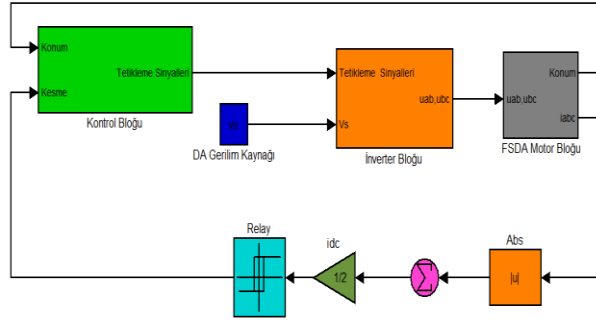 Konum
Tetikleme Sinyalleri
Kesme
Kontrol Bloğu
DA Gerilim Kaynağı
Tetikleme Sinyalleri
uab,ubc
Vs
İnverter Bloğu
Konum
uab,ubc
iabc
FSDA Motor Bloğu
Relay
idc
1/2
Abs
|u|